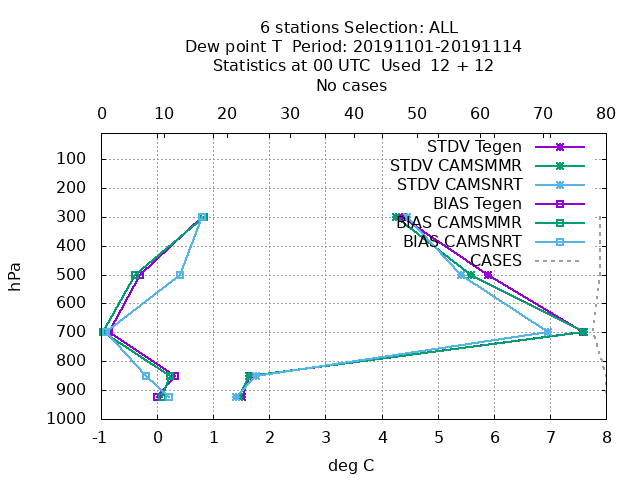 6 stations Selection: ALL
Dew point T  Period: 20191101-20191114
Statistics at 00 UTC  Used  12 + 12
No cases
0 10 20 30 40 50 60 70 80
STDV Tegen
STDV CAMSMMR
STDV CAMSNRT
BIAS Tegen
BIAS CAMSMMR
BIAS CAMSNRT
CASES
hPa
100
200
300
400
500
600
700
800
900
1000
-1 0 1 2 3 4 5 6 7 8
deg C